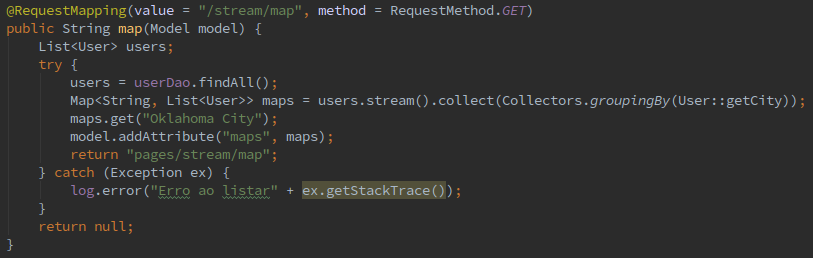 @RequestMapping(value = "/stream/map", method = RequestMethod.GET)
public String map(Model model) {
    List<User> users;
    try {
        users = userDao.findAll();
        Map<String, List<User>> maps = users.stream().collect(Collectors.groupingBy(User::getCity));
        maps.get("Oklahoma City");
        model.addAttribute("maps", maps);
        return "pages/stream/map";
    } catch (Exception ex) {
        log.error("Erro ao listar" + ex.getStackTrace());
    }
    return null;
}